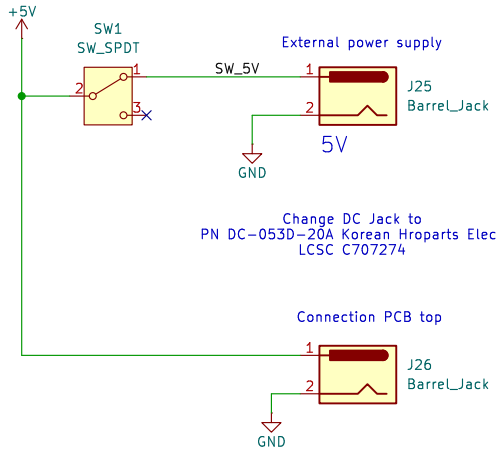 +5V
SW1
SW_SPDT
2
1
3
SW_5V
External power supply
1
2
J25
Barrel_Jack
5V
GND
Change DC Jack to
PN DC-053D-20A Korean Hroparts Elec
LCSC C707274
Connection PCB top
1
2
J26
Barrel_Jack
GND